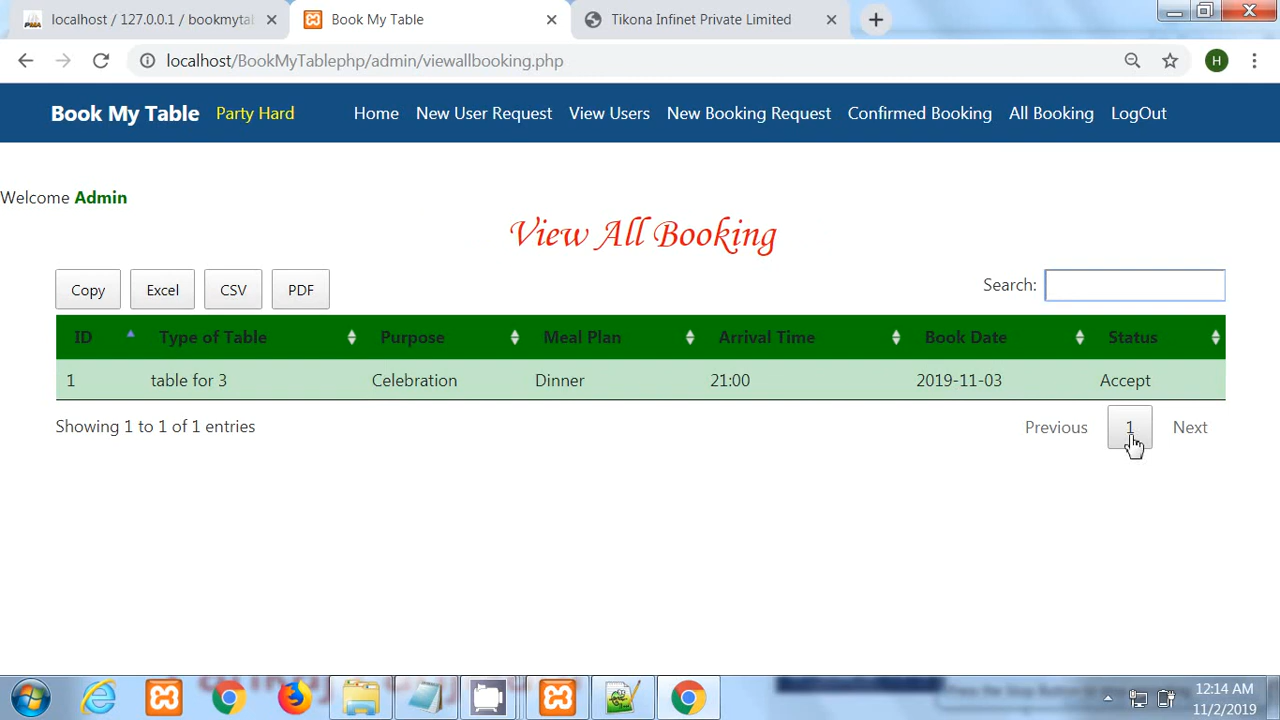 localhost / 127.0.0.1 / bookmytab
Book My Table
Tikona Infinet Private Limited
localhost/BookMyTablephp/admin/viewallbooking.php
H
Book My Table Party Hard Home New User Request View Users New Booking Request Confirmed Booking All Booking LogOut
Welcome Admin
View All Booking
Copy Excel CSV PDF Search:
ID Type of Table Purpose Meal Plan Arrival Time Book Date Status
1 table for 3 Celebration Dinner 21:00 2019-11-03 Accept
Showing 1 to 1 of 1 entries Previous 1 Next
12:14 AM
11/2/2019